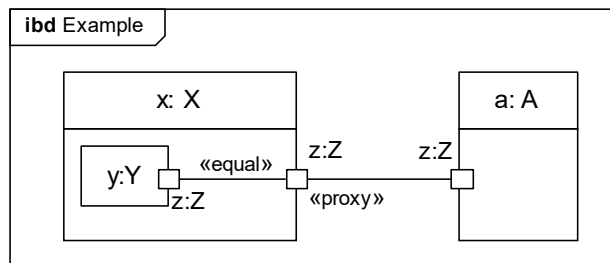 ibd Example
x: X
a: A
y:Y
«equal»
z:Z
z:Z
z:Z
«proxy»